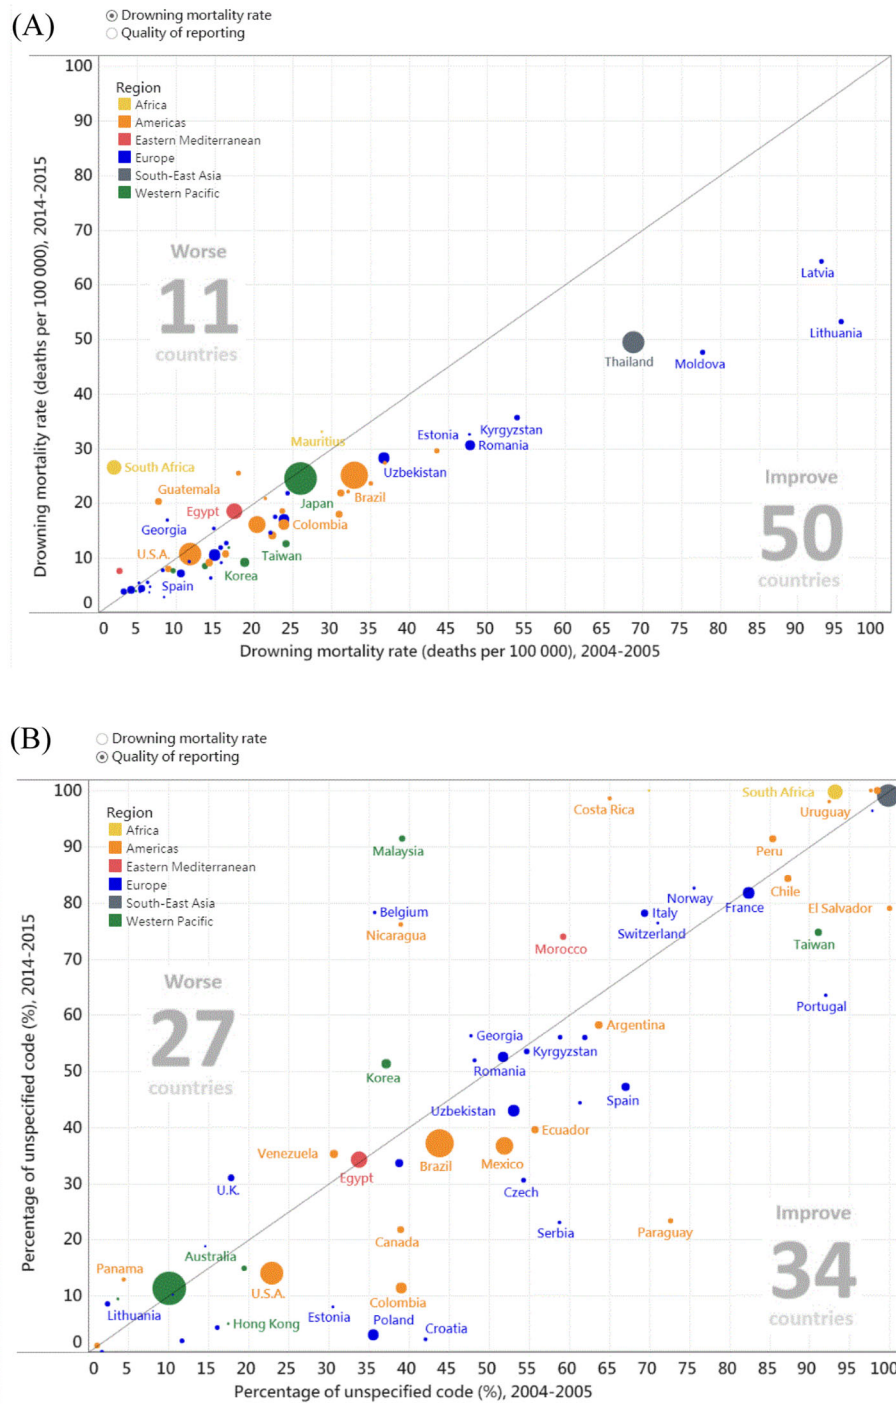 (A)
Drowning mortality rate
Quality of reporting
Drowning mortality rate (deaths per 100 000), 2014-2015
100
90
80
70
60
50
40
30
20
10
0
Region
Africa
Americas
Eastern Mediterranean
Europe
South-East Asia
Western Pacific
Worse
11
countries
Improve
50
countries
Latvia
Lithuania
Thailand
Moldova
Mauritius
Estonia
Kyrgyzstan
Romania
South Africa
Uzbekistan
Guatemala
Brazil
Egypt
Japan
Georgia
Colombia
U.S.A.
Taiwan
Korea
Spain
0 5 10 15 20 25 30 35 40 45 50 55 60 65 70 75 80 85 90 95 100
Drowning mortality rate (deaths per 100 000), 2004-2005
(B)
Drowning mortality rate
Quality of reporting
Percentage of unspecified code (%), 2014-2015
100
90
80
70
60
50
40
30
20
10
0
Region
Africa
Americas
Eastern Mediterranean
Europe
South-East Asia
Western Pacific
Worse
27
countries
Improve
34
countries
South Africa
Costa Rica
Uruguay
Malaysia
Peru
Chile
Norway
France
El Salvador
Belgium
Italy
Nicaragua
Switzerland
Taiwan
Morocco
Portugal
Argentina
Georgia
Kyrgyzstan
Romania
Korea
Spain
Uzbekistan
Ecuador
Venezuela
Brazil
Mexico
Egypt
U.K.
Czech
Serbia
Paraguay
Canada
Australia
Panama
U.S.A.
Colombia
Lithuania
Hong Kong
Estonia
Poland
Croatia
0 5 10 15 20 25 30 35 40 45 50 55 60 65 70 75 80 85 90 95 100
Percentage of unspecified code (%), 2004-2005